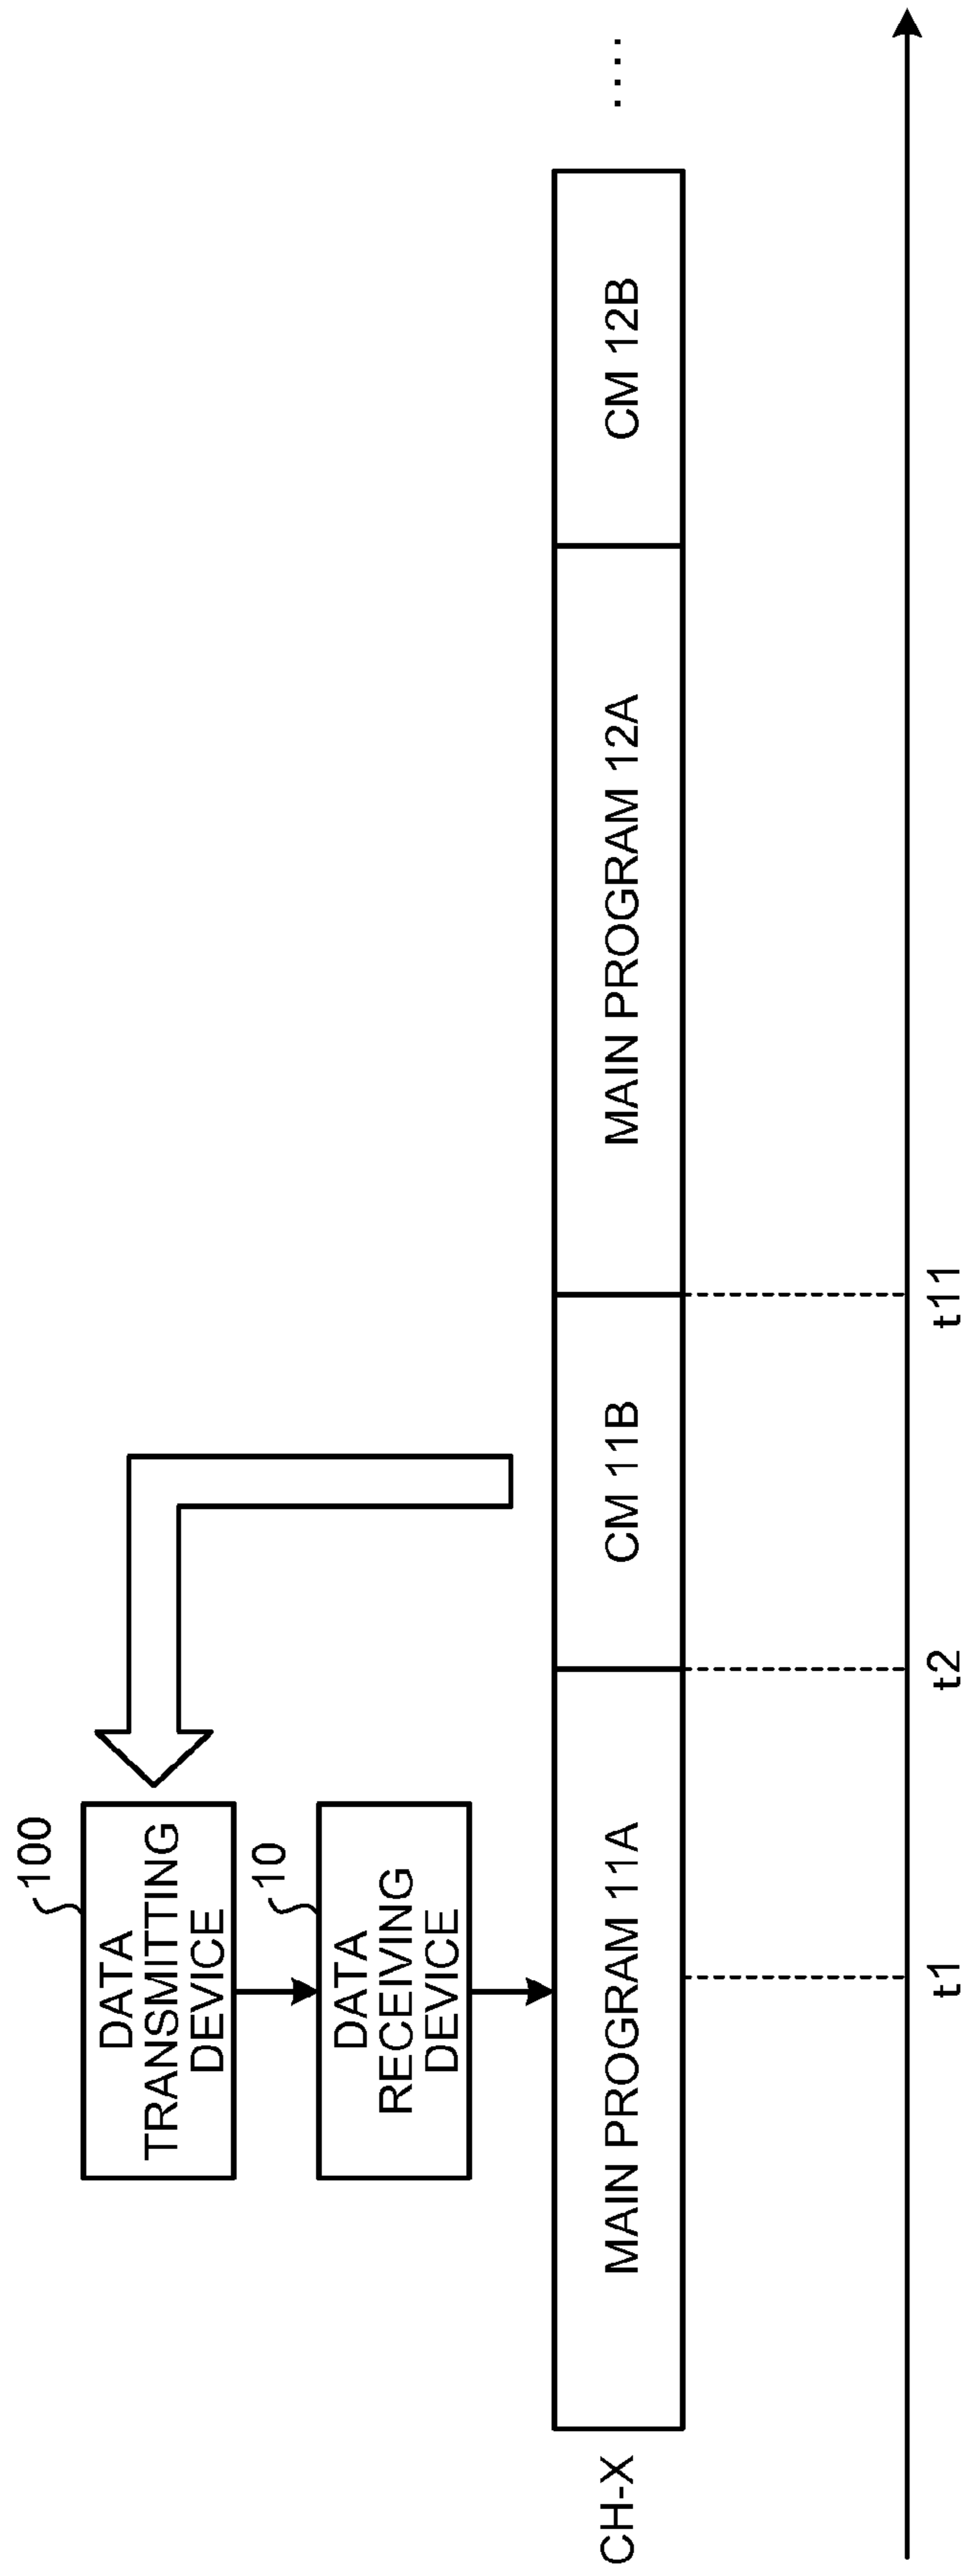 100
DATA
TRANSMITTING
DEVICE
10
DATA
RECEIVING
DEVICE
CH-X
MAIN PROGRAM 11A
CM 11B
MAIN PROGRAM 12A
CM 12B
....
t1
t2
t11